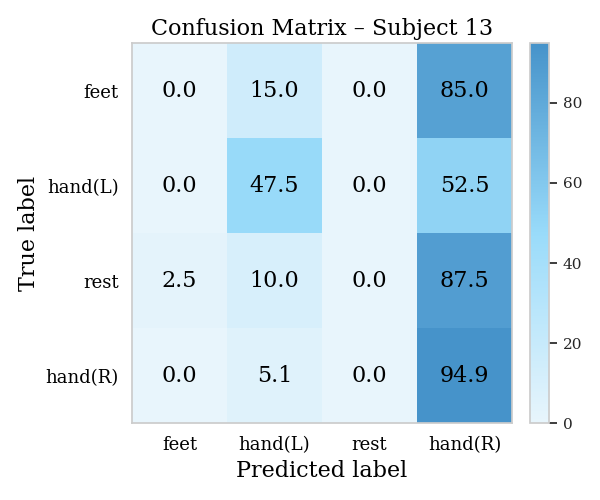 Confusion Matrix – Subject 13
feet 0.0 15.0 0.0 85.0
hand(L) 0.0 47.5 0.0 52.5
rest 2.5 10.0 0.0 87.5
hand(R) 0.0 5.1 0.0 94.9
feet hand(L) rest hand(R)
Predicted label
True label
80
60
40
20
0